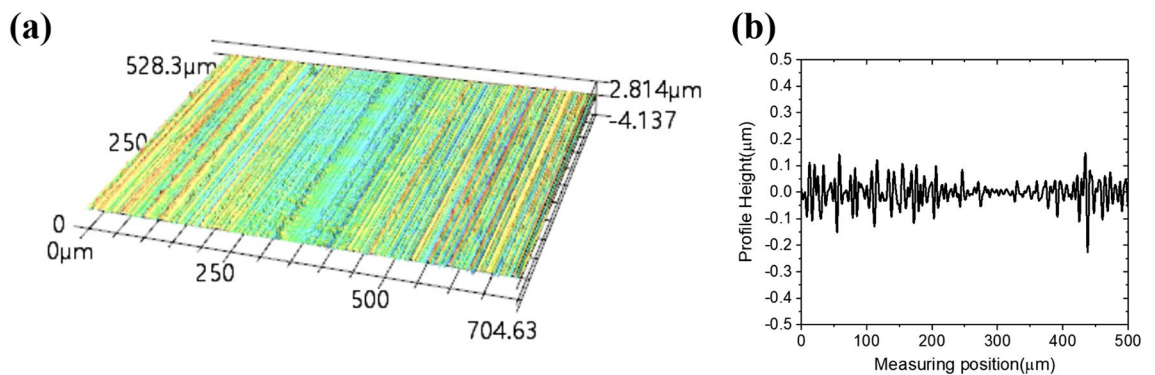 (a)
528.3μm
250
0
0μm
250
500
704.63
2.814μm
-4.137
(b)
0.5
0.4
0.3
0.2
0.1
0.0
-0.1
-0.2
-0.3
-0.4
-0.5
Profile Height(μm)
0 100 200 300 400 500
Measuring position(μm)